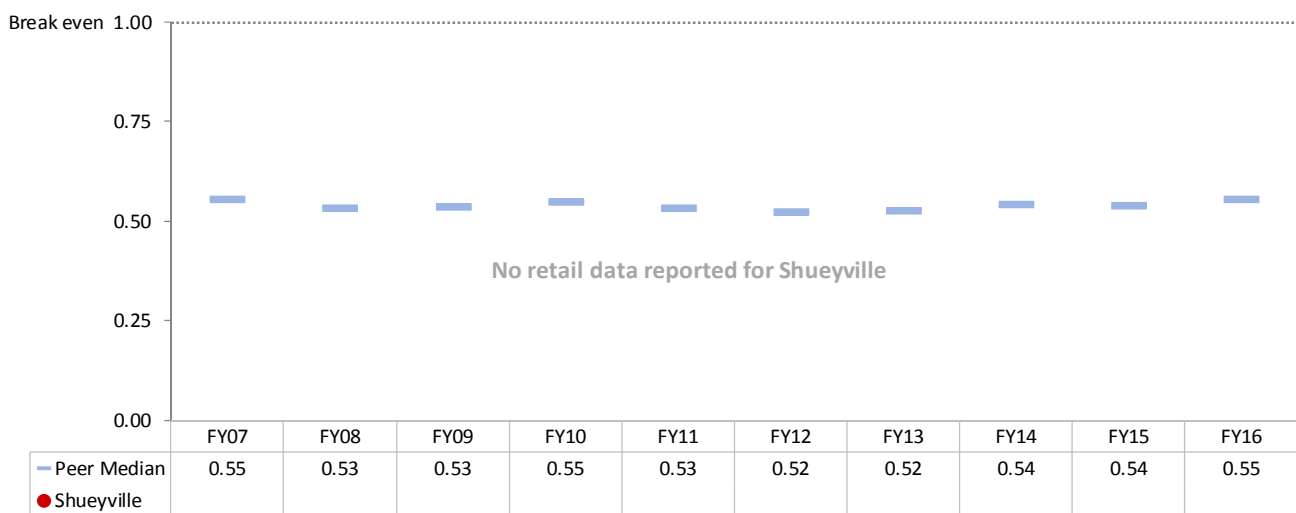 Break even 1.00
0.75
0.50
No retail data reported for Shueyville
0.25
0.00
FY07 FY08 FY09 FY10 FY11 FY12 FY13 FY14 FY15 FY16
Peer Median 0.55 0.53 0.53 0.55 0.53 0.52 0.52 0.54 0.54 0.55
Shueyville